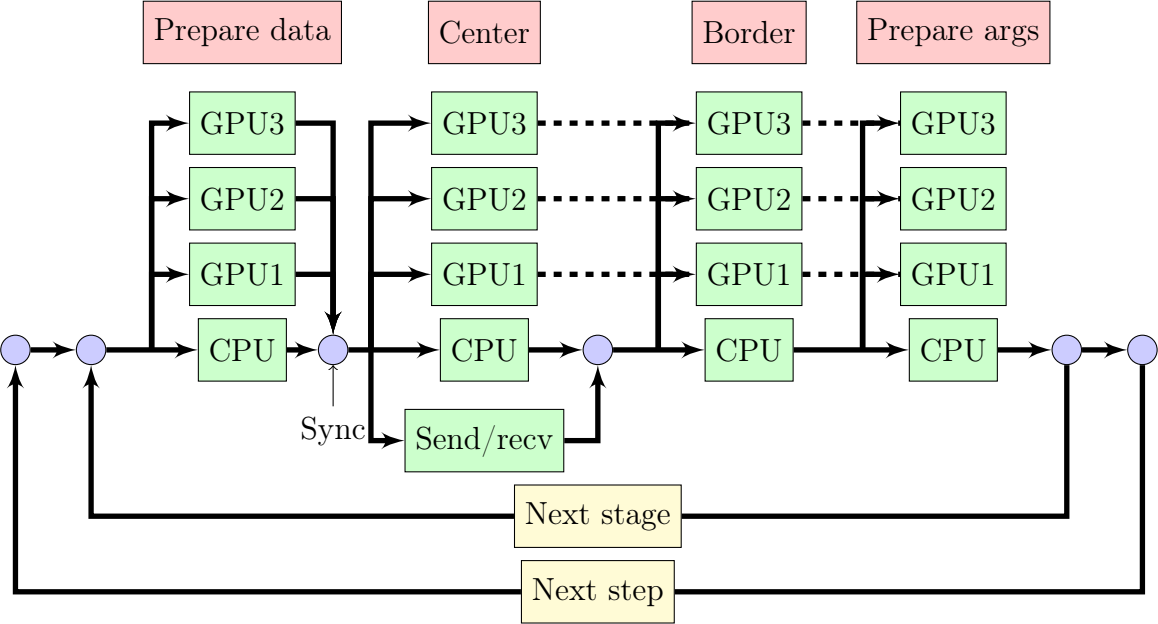 Prepare data
Center
Border
Prepare args
GPU3
GPU3
GPU3
GPU3
GPU2
GPU2
GPU2
GPU2
GPU1
GPU1
GPU1
GPU1
CPU
CPU
CPU
CPU
Sync
Send/recv
Next stage
Next step